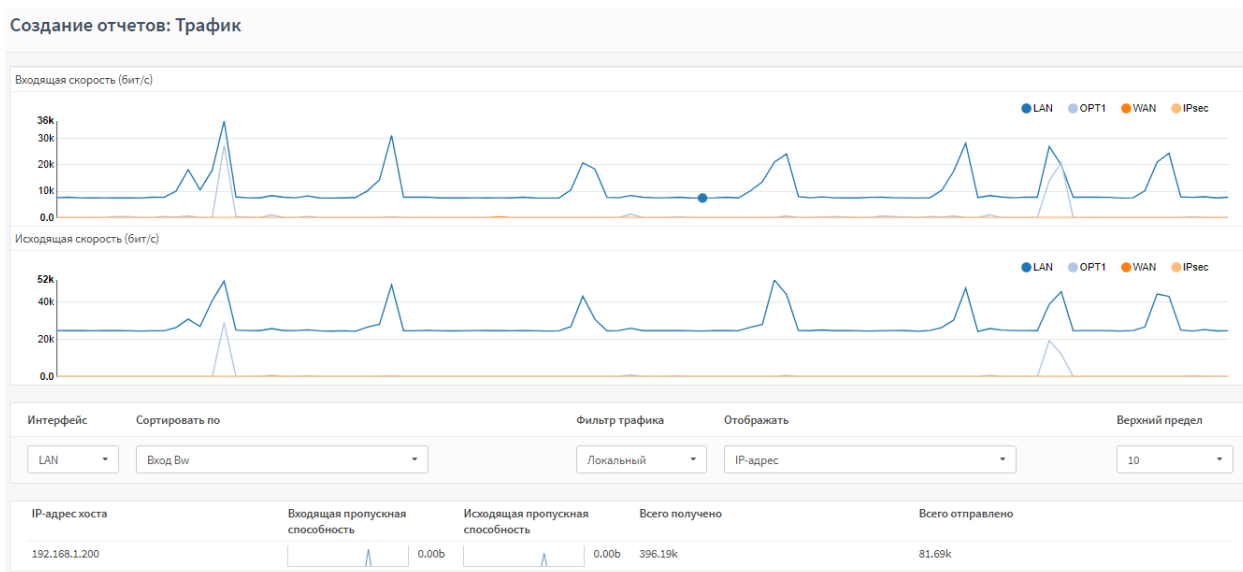 Создание отчетов: Трафик
Входящая скорость (бит/с)
LAN OPT1 WAN IPsec
36k
30k
20k
10k
0.0
Исходящая скорость (бит/с)
LAN OPT1 WAN IPsec
52k
40k
20k
0.0
Интерфейс Сортировать по Фильтр трафика Отображать Верхний предел
LAN Вход Bw Локальный IP-адрес 10
IP-адрес хоста Входящая пропускная способность Исходящая пропускная способность Всего получено Всего отправлено
192.168.1.200 0.00b 0.00b 396.19k 81.69k